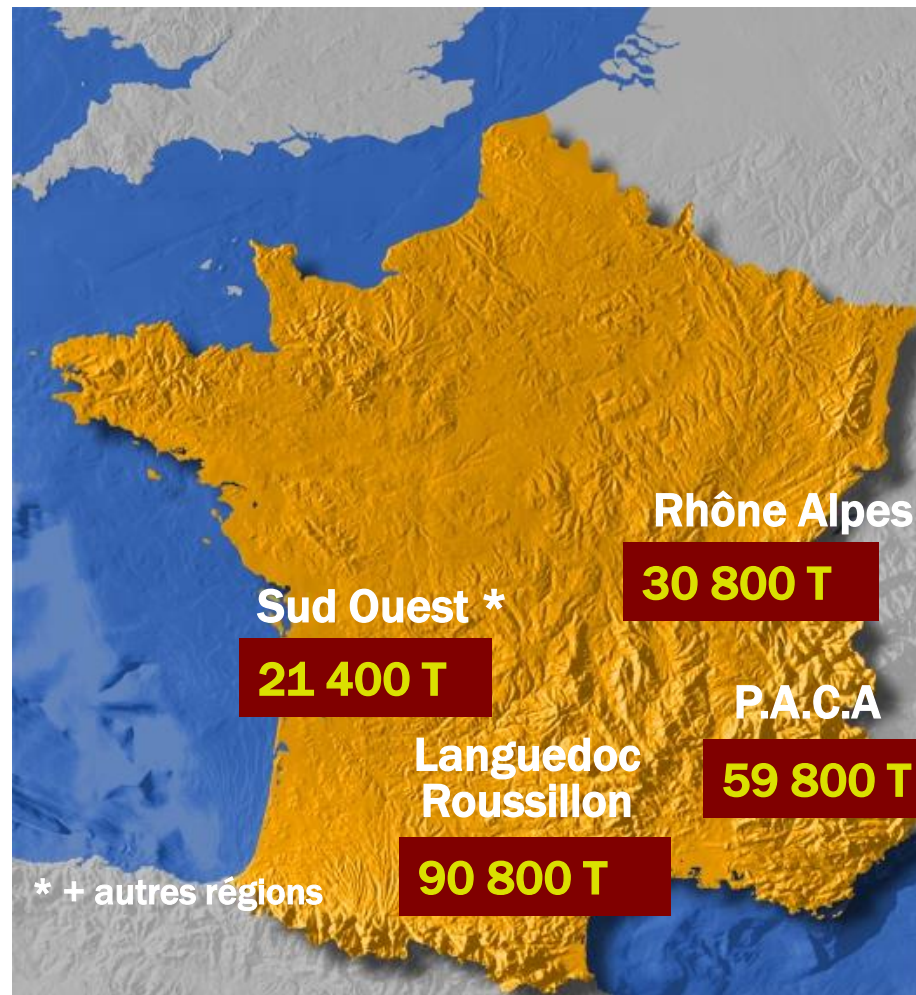 Rhône Alpes
30 800 T
Sud Ouest *
21 400 T
P.A.C.A
59 800 T
Languedoc
Roussillon
90 800 T
* + autres régions